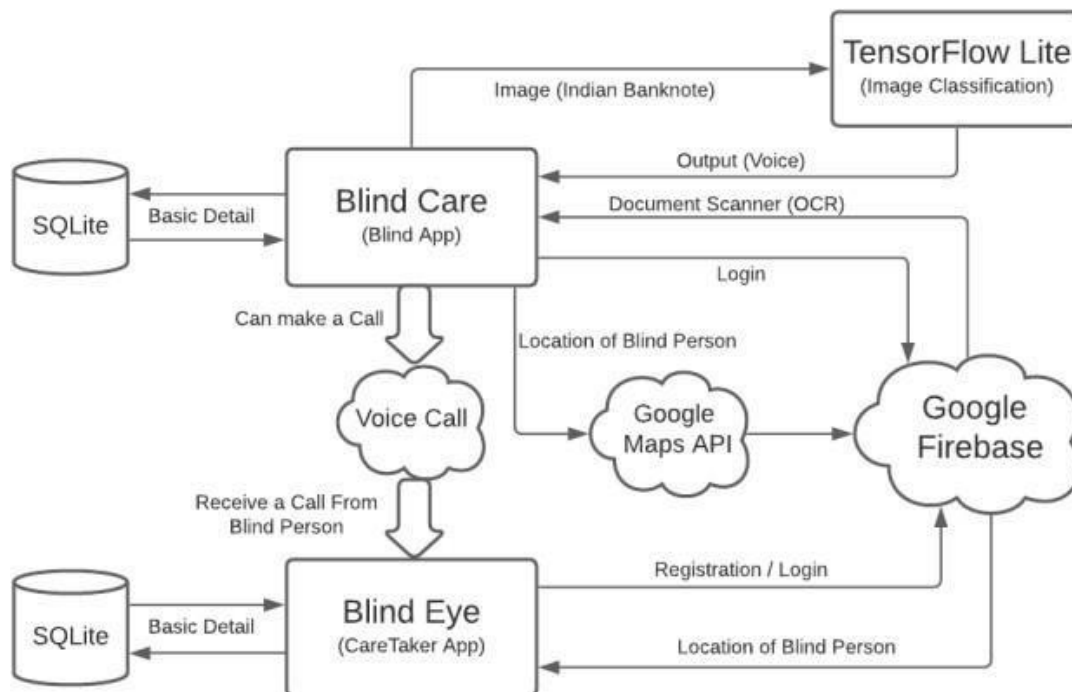 TensorFlow Lite
(Image Classification)
Image (Indian Banknote)
Output (Voice)
Document Scanner (OCR)
SQLite
Basic Detail
Blind Care
(Blind App)
Login
Can make a Call
Location of Blind Person
Voice Call
Google
Maps API
Google
Firebase
Receive a Call From
Blind Person
Registration / Login
SQLite
Basic Detail
Blind Eye
(CareTaker App)
Location of Blind Person